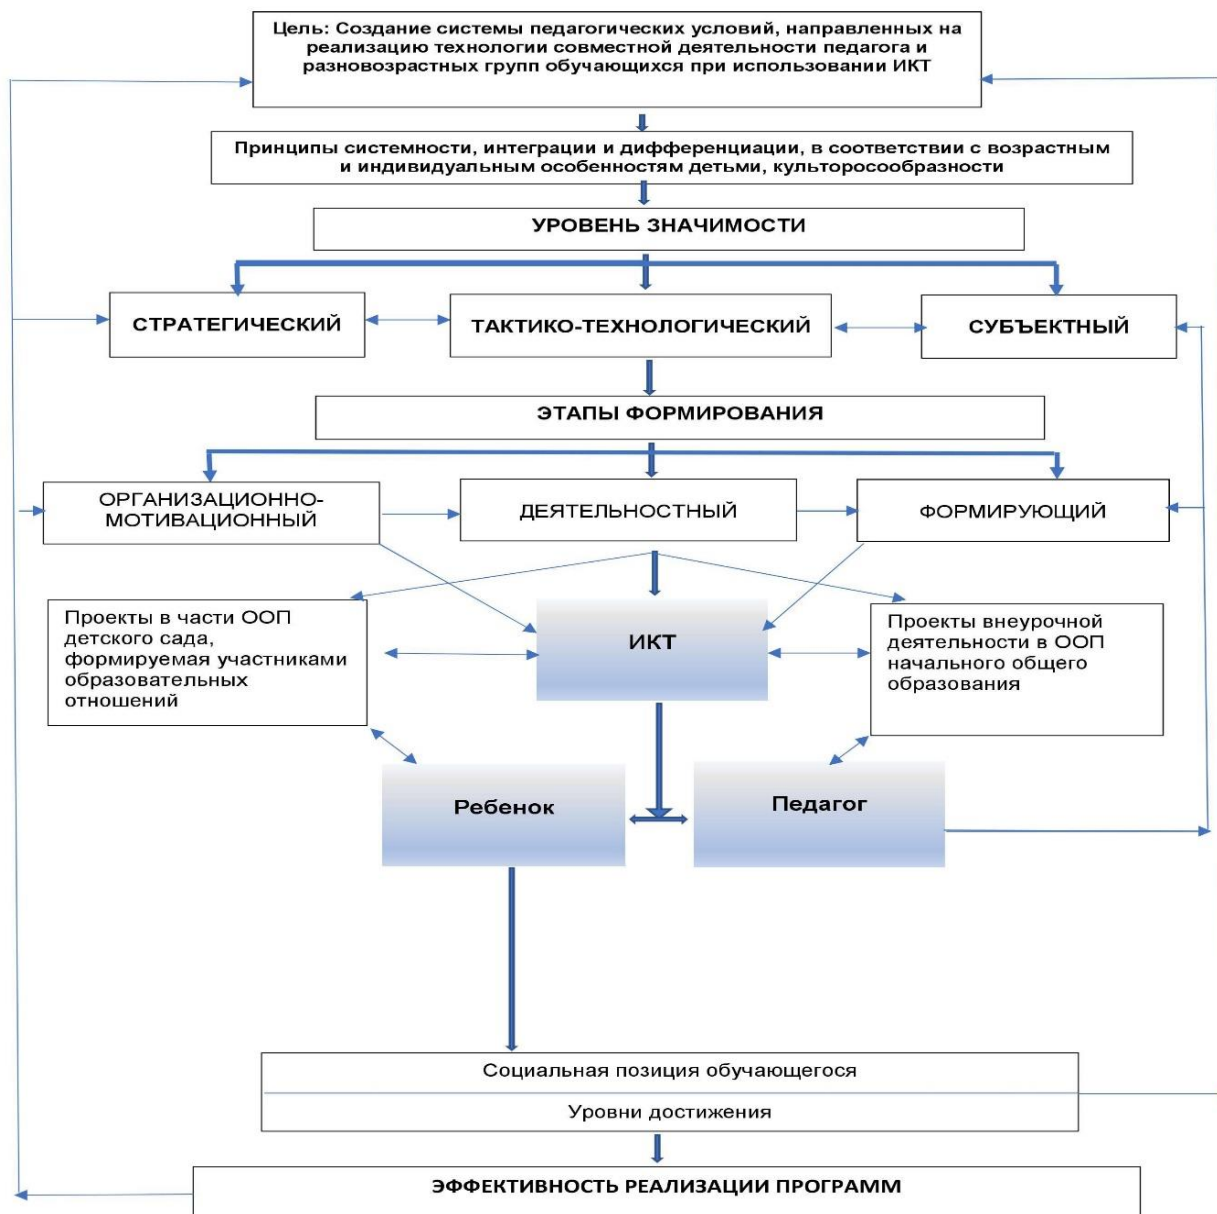 Цель: Создание системы педагогических условий, направленных на
реализацию технологии совместной деятельности педагога и
разновозрастных групп обучающихся при использовании ИКТ
Принципы системности, интеграции и дифференциации, в соответствии с возрастным
и индивидуальным особенностям детьми, культоросообразности
УРОВЕНЬ ЗНАЧИМОСТИ
СТРАТЕГИЧЕСКИЙ
ТАКТИКО-ТЕХНОЛОГИЧЕСКИЙ
СУБЪЕКТНЫЙ
ЭТАПЫ ФОРМИРОВАНИЯ
ОРГАНИЗАЦИОННО-
МОТИВАЦИОННЫЙ
ДЕЯТЕЛЬНОСТНЫЙ
ФОРМИРУЮЩИЙ
Проекты в части ООП
детского сада,
формируемая участниками
образовательных
отношений
ИКТ
Проекты внеурочной
деятельности в ООП
начального общего
образования
Ребенок
Педагог
Социальная позиция обучающегося
Уровни достижения
ЭФФЕКТИВНОСТЬ РЕАЛИЗАЦИИ ПРОГРАММ